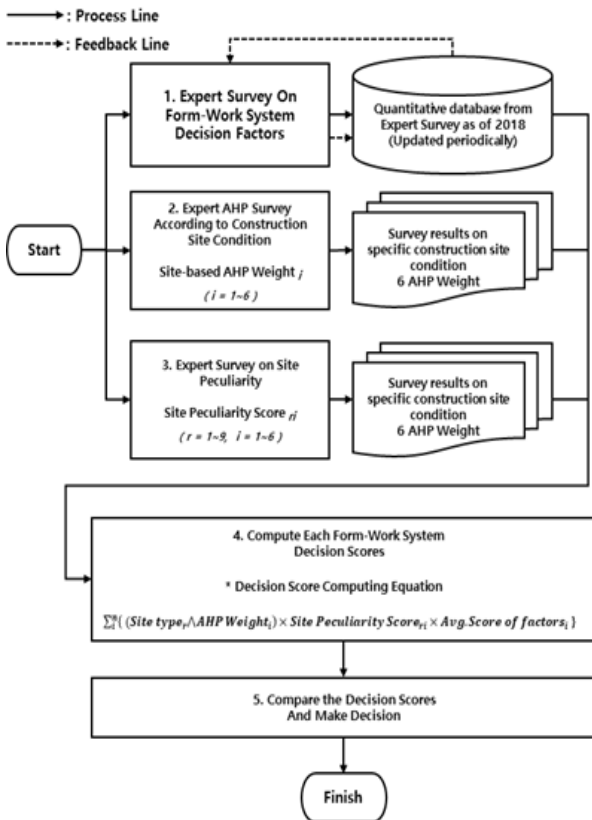 : Process Line
: Feedback Line
1. Expert Survey On
Form-Work System
Decision Factors
Quantitative database from
Expert Survey as of 2018
(Updated periodically)
Start
2. Expert AHP Survey
According to Construction
Site Condition
Site-based AHP Weight i
( i = 1~6 )
Survey results on
specific construction site
condition
6 AHP Weight
3. Expert Survey on Site
Peculiarity
Site Peculiarity Score ri
( r = 1~9, i = 1~6 )
Survey results on
specific construction site
condition
6 AHP Weight
4. Compute Each Form-Work System
Decision Scores
* Decision Score Computing Equation
∑ⁿᵢ{ (Site typeᵣ∧AHP Weightᵢ) × Site Peculiarity Scoreᵣᵢ × Avg.Score of factorsᵢ }
5. Compare the Decision Scores
And Make Decision
Finish